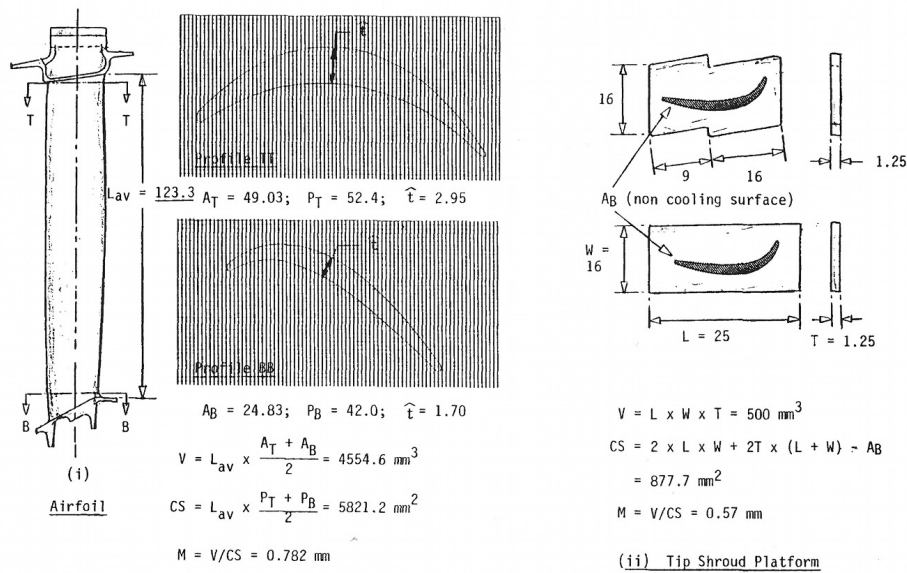 T T
L_av = 123.3
B B
(i)
Airfoil
t̂
Profile TT
A_T = 49.03; P_T = 52.4; t̂ = 2.95
t̂
Profile BB
A_B = 24.83; P_B = 42.0; t̂ = 1.70
V = L_av x (A_T + A_B)/2 = 4554.6 mm³
CS = L_av x (P_T + P_B)/2 = 5821.2 mm²
M = V/CS = 0.782 mm
16
9 16
1.25
A_B (non cooling surface)
W =
16
L = 25
T = 1.25
V = L x W x T = 500 mm³
CS = 2 x L x W + 2T x (L + W) - A_B
= 877.7 mm²
M = V/CS = 0.57 mm
(ii) Tip Shroud Platform